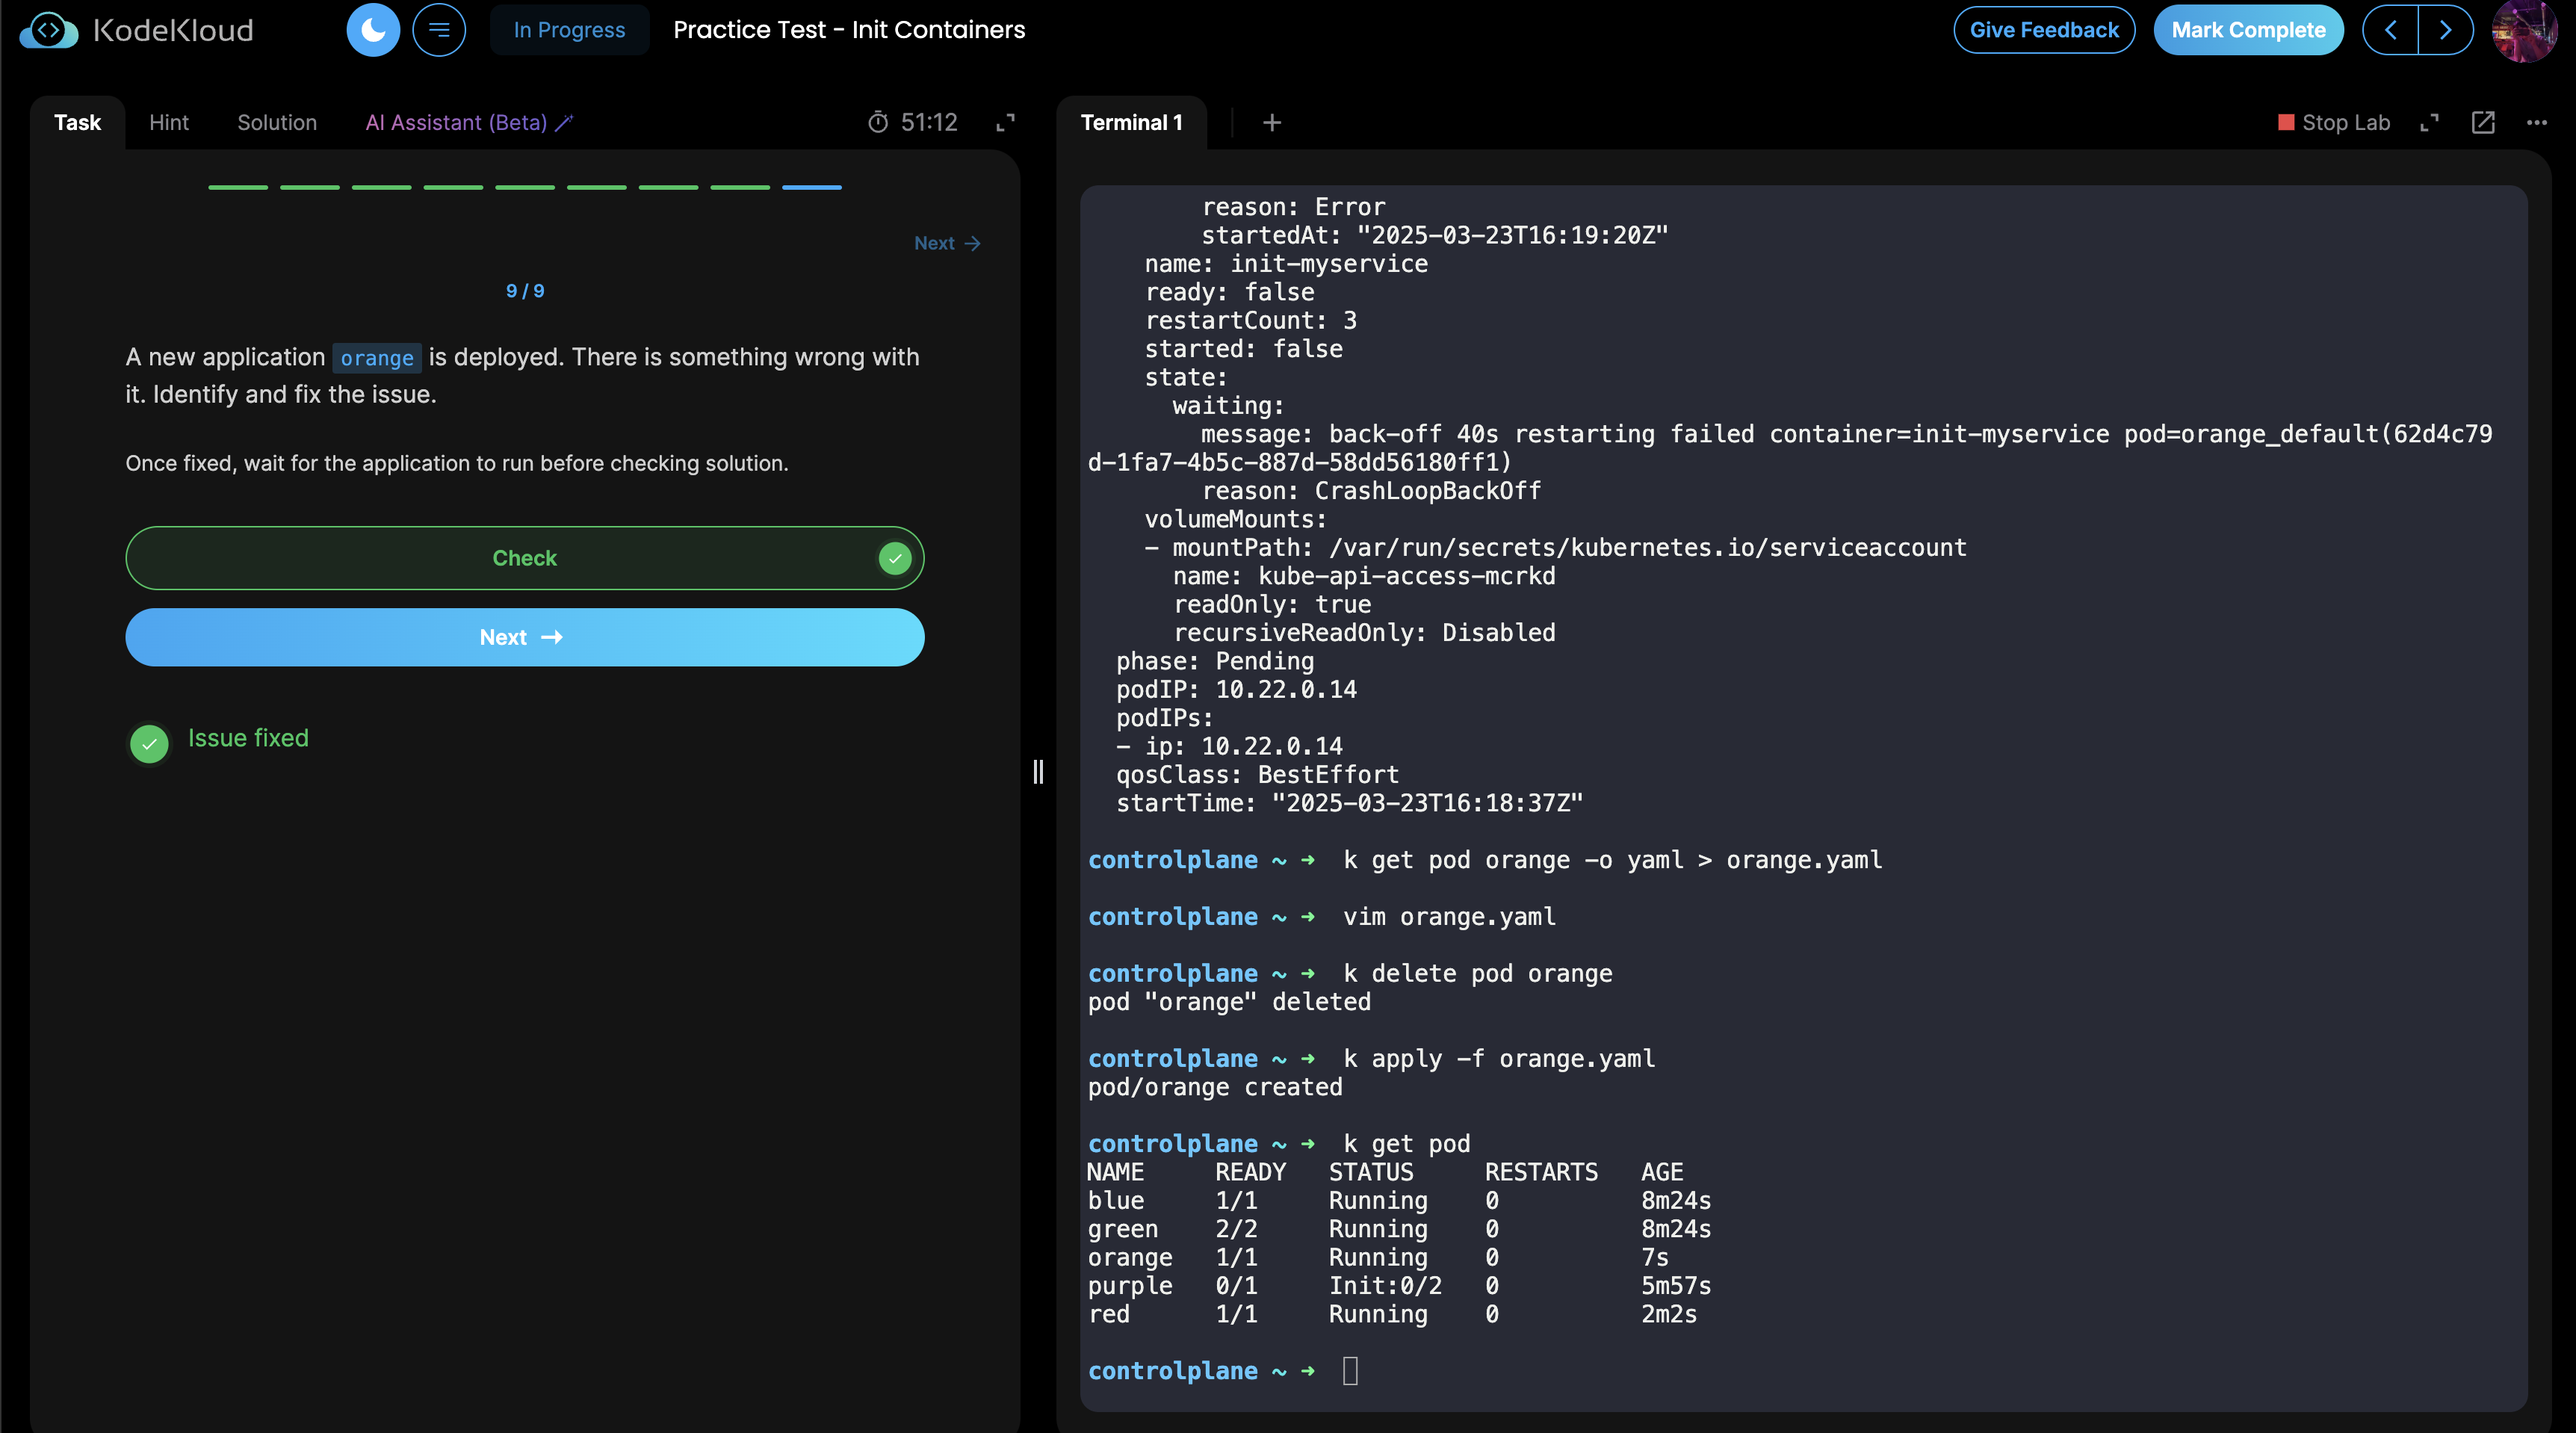 KodeKloud
In Progress
Practice Test - Init Containers
Give Feedback
Mark Complete
Task
Hint
Solution
AI Assistant (Beta)
51:12
Next →
9 / 9
A new application orange is deployed. There is something wrong with
it. Identify and fix the issue.
Once fixed, wait for the application to run before checking solution.
Check
Next →
Issue fixed
Terminal 1
+
Stop Lab
reason: Error
startedAt: "2025-03-23T16:19:20Z"
name: init-myservice
ready: false
restartCount: 3
started: false
state:
waiting:
message: back-off 40s restarting failed container=init-myservice pod=orange_default(62d4c79
d-1fa7-4b5c-887d-58dd56180ff1)
reason: CrashLoopBackOff
volumeMounts:
- mountPath: /var/run/secrets/kubernetes.io/serviceaccount
name: kube-api-access-mcrkd
readOnly: true
recursiveReadOnly: Disabled
phase: Pending
podIP: 10.22.0.14
podIPs:
- ip: 10.22.0.14
qosClass: BestEffort
startTime: "2025-03-23T16:18:37Z"
controlplane ~ ➜ k get pod orange -o yaml > orange.yaml
controlplane ~ ➜ vim orange.yaml
controlplane ~ ➜ k delete pod orange
pod "orange" deleted
controlplane ~ ➜ k apply -f orange.yaml
pod/orange created
controlplane ~ ➜ k get pod
NAME READY STATUS RESTARTS AGE
blue 1/1 Running 0 8m24s
green 2/2 Running 0 8m24s
orange 1/1 Running 0 7s
purple 0/1 Init:0/2 0 5m57s
red 1/1 Running 0 2m2s
controlplane ~ ➜